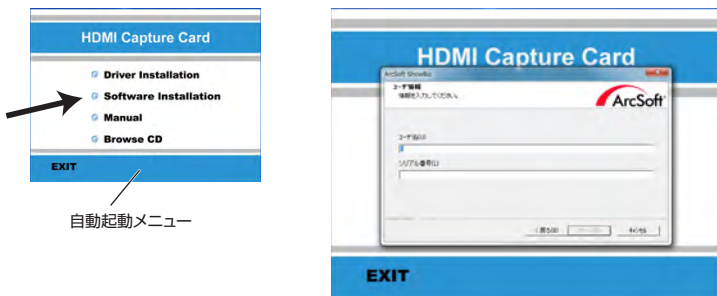 HDMI Capture Card
Driver Installation
Software Installation
Manual
Browse CD
EXIT
自動起動メニュー
HDMI Capture Card
ArcSoft ShowBiz
ユーザ情報
情報を入力してください。
ArcSoft
ユーザ名(U)
シリアル番号(L)
< 戻る(B)
キャンセル
EXIT